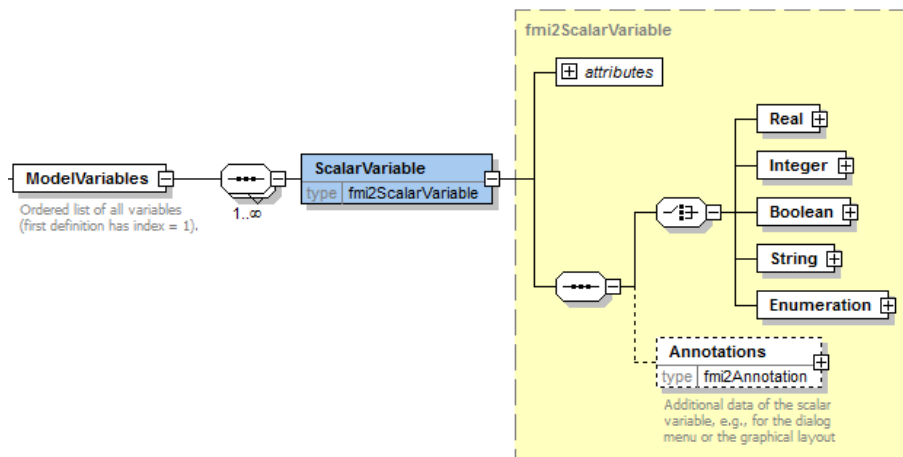 fmi2ScalarVariable
attributes
Real
Integer
Boolean
String
Enumeration
ModelVariables
Ordered list of all variables
(first definition has index = 1).
1..∞
ScalarVariable
type fmi2ScalarVariable
Annotations
type fmi2Annotation
Additional data of the scalar
variable, e.g., for the dialog
menu or the graphical layout